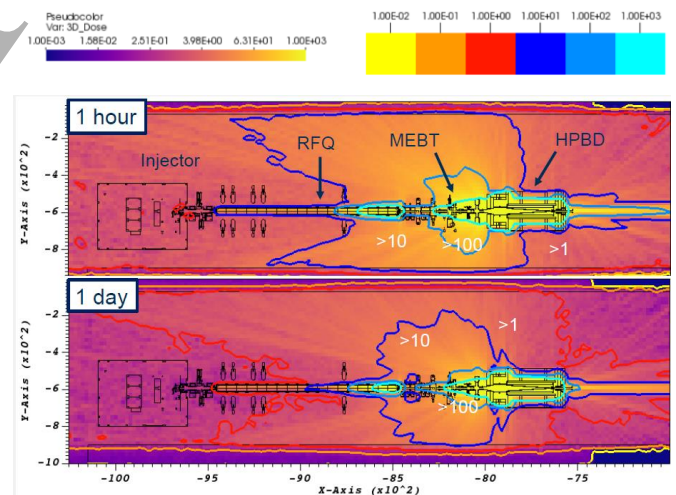 Pseudocolor
Var: 3D_Dose
1.00E-03 1.58E-02 2.51E-01 3.98E+00 6.31E+01 1.00E+03
1.00E-02 1.00E-01 1.00E+00 1.00E+01 1.00E+02 1.00E+03
1 hour
Injector
RFQ
MEBT
HPBD
>10
>100
>1
Y-Axis (x10^2)
-2
-4
-6
-8
1 day
>1
>10
>100
Y-Axis (x10^2)
-2
-4
-6
-8
-10
-100 -95 -90 -85 -80 -75
X-Axis (x10^2)